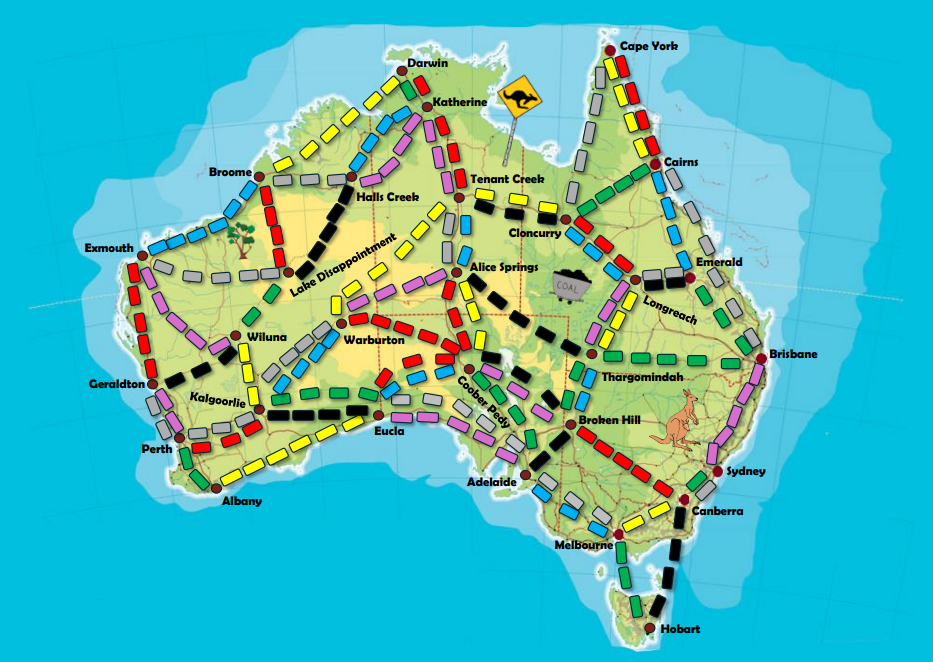 Cape York
Darwin
Katherine
Cairns
Broome
Tenant Creek
Halls Creek
Cloncurry
Exmouth
Lake Disappointment
Alice Springs
Emerald
COAL
Longreach
Wiluna
Warburton
Brisbane
Geraldton
Thargomindah
Coober Pedy
Kalgoorlie
Broken Hill
Eucla
Perth
Sydney
Adelaide
Albany
Canberra
Melbourne
Hobart